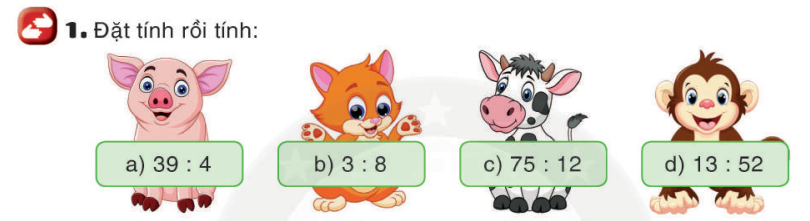 1. Đặt tính rồi tính:
a) 39 : 4
b) 3 : 8
c) 75 : 12
d) 13 : 52